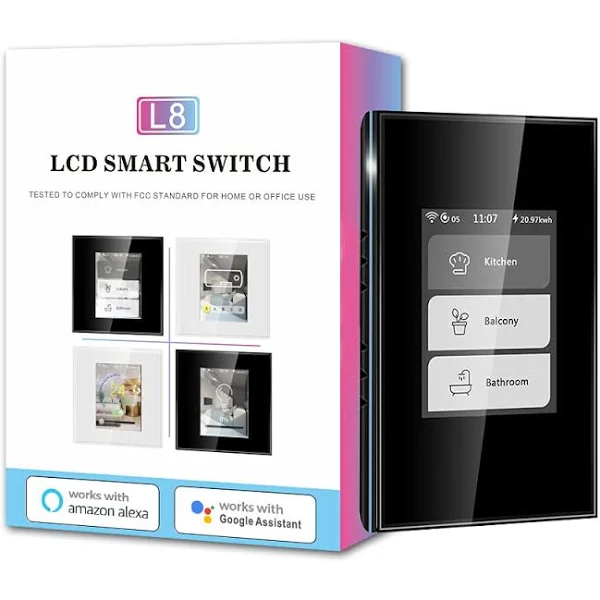 L8
LCD SMART SWITCH
TESTED TO COMPLY WITH FCC STANDARD FOR HOME OR OFFICE USE
works with
amazon alexa
works with
Google Assistant
OS 11:07 20.97kwh
Kitchen
Balcony
Bathroom